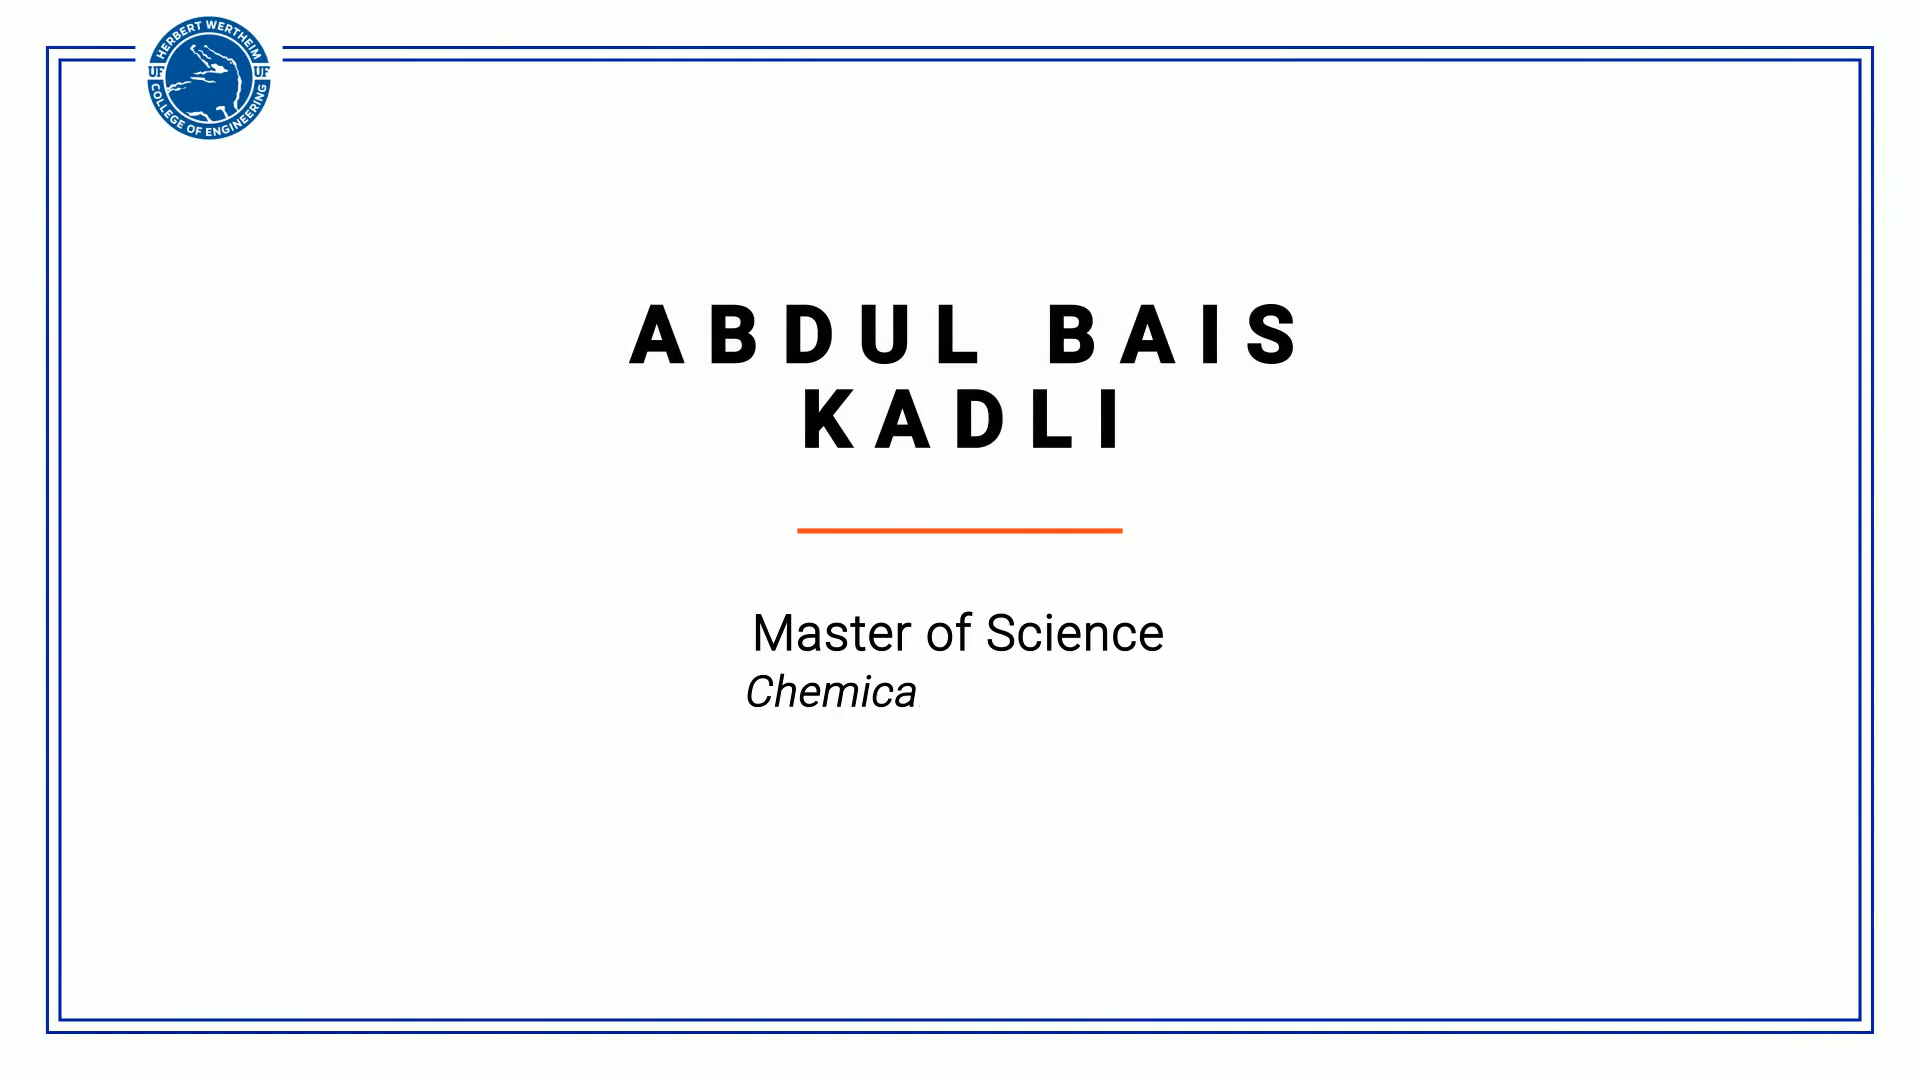 HERBERT WERTHEIM
UF UF
COLLEGE OF ENGINEERING
ABDUL BAIS
KADLI
Master of Science
Chemica